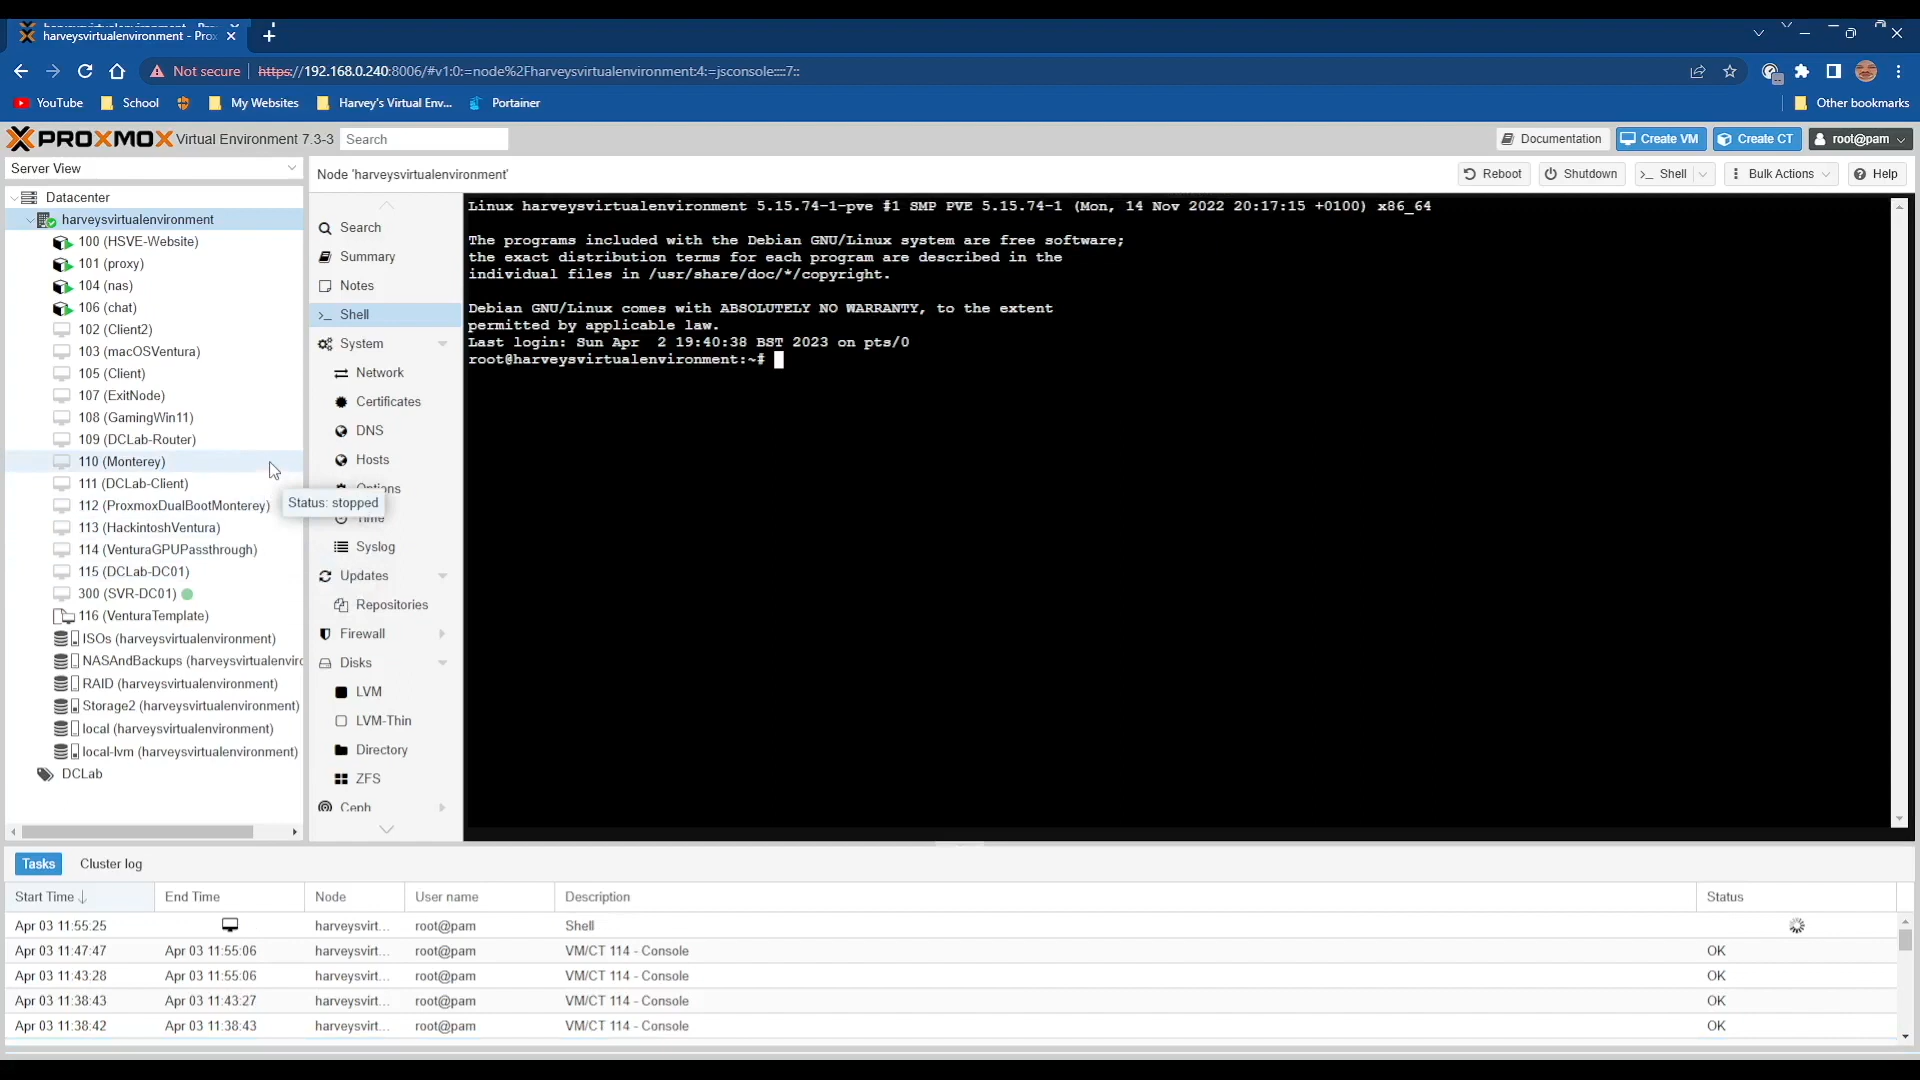 harveysvirtualenvironment - Prox
Not secure
https://192.168.0.240:8006/#v1:0:=node%2Fharveysvirtualenvironment:4:=jsconsole::::7::
YouTube
School
My Websites
Harvey's Virtual Env...
Portainer
Other bookmarks
PROXMOX Virtual Environment 7.3-3
Search
Documentation
Create VM
Create CT
root@pam
Server View
Node 'harveysvirtualenvironment'
Reboot
Shutdown
Shell
Bulk Actions
Help
Datacenter
harveysvirtualenvironment
100 (HSVE-Website)
101 (proxy)
104 (nas)
106 (chat)
102 (Client2)
103 (macOSVentura)
105 (Client)
107 (ExitNode)
108 (GamingWin11)
109 (DCLab-Router)
110 (Monterey)
111 (DCLab-Client)
112 (ProxmoxDualBootMonterey)
113 (HackintoshVentura)
114 (VenturaGPUPassthrough)
115 (DCLab-DC01)
300 (SVR-DC01)
116 (VenturaTemplate)
ISOs (harveysvirtualenvironment)
NASAndBackups (harveysvirtualenviro
RAID (harveysvirtualenvironment)
Storage2 (harveysvirtualenvironment)
local (harveysvirtualenvironment)
local-lvm (harveysvirtualenvironment)
DCLab
Status: stopped
Search
Summary
Notes
Shell
System
Network
Certificates
DNS
Hosts
Options
Time
Syslog
Updates
Repositories
Firewall
Disks
LVM
LVM-Thin
Directory
ZFS
Ceph
Linux harveysvirtualenvironment 5.15.74-1-pve #1 SMP PVE 5.15.74-1 (Mon, 14 Nov 2022 20:17:15 +0100) x86_64
The programs included with the Debian GNU/Linux system are free software;
the exact distribution terms for each program are described in the
individual files in /usr/share/doc/*/copyright.
Debian GNU/Linux comes with ABSOLUTELY NO WARRANTY, to the extent
permitted by applicable law.
Last login: Sun Apr  2 19:40:38 BST 2023 on pts/0
root@harveysvirtualenvironment:~#
Tasks
Cluster log
Start Time End Time Node User name Description Status
Apr 03 11:55:25 harveysvirt... root@pam Shell
Apr 03 11:47:47 Apr 03 11:55:06 harveysvirt... root@pam VM/CT 114 - Console OK
Apr 03 11:43:28 Apr 03 11:55:06 harveysvirt... root@pam VM/CT 114 - Console OK
Apr 03 11:38:43 Apr 03 11:43:27 harveysvirt... root@pam VM/CT 114 - Console OK
Apr 03 11:38:42 Apr 03 11:38:43 harveysvirt... root@pam VM/CT 114 - Console OK